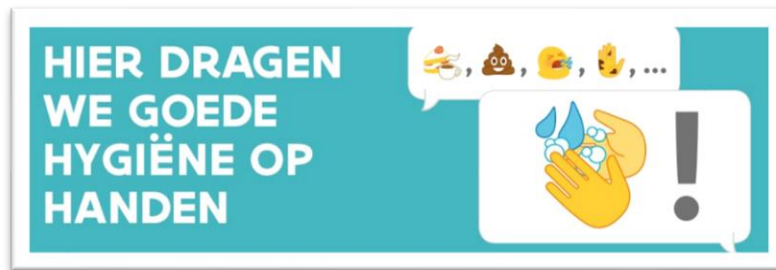 HIER DRAGEN
WE GOEDE
HYGIËNE OP
HANDEN
, , , , ...
!